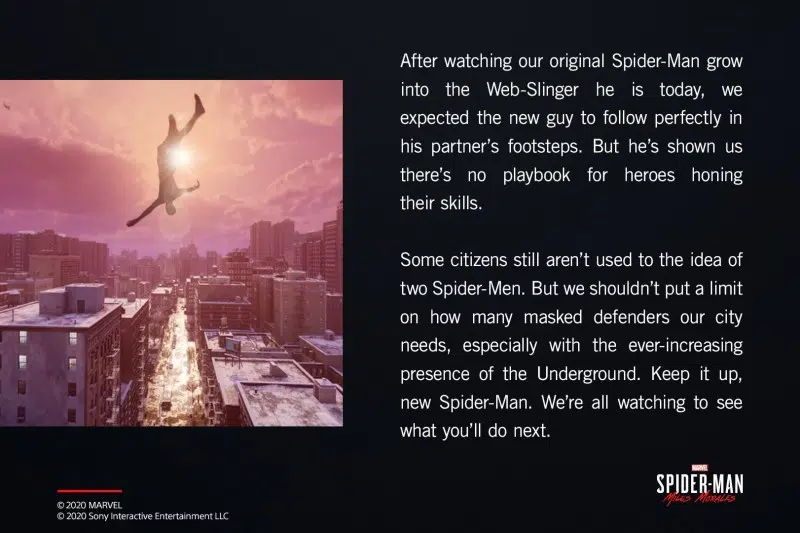 After watching our original Spider-Man grow
into the Web-Slinger he is today, we
expected the new guy to follow perfectly in
his partner's footsteps. But he's shown us
there's no playbook for heroes honing
their skills.
Some citizens still aren't used to the idea of
two Spider-Men. But we shouldn't put a limit
on how many masked defenders our city
needs, especially with the ever-increasing
presence of the Underground. Keep it up,
new Spider-Man. We're all watching to see
what you'll do next.
MARVEL
SPIDER-MAN
MILES MORALES
© 2020 MARVEL
© 2020 Sony Interactive Entertainment LLC